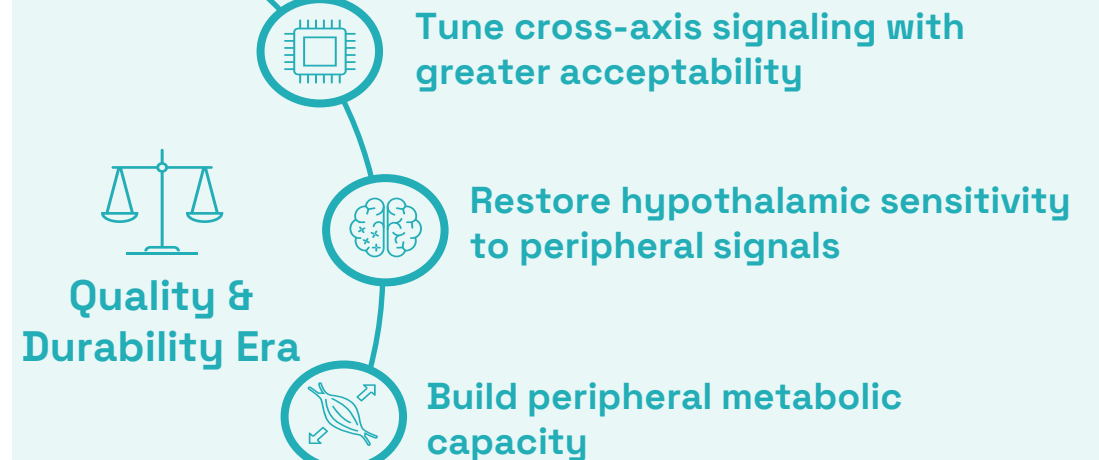 Tune cross-axis signaling with
greater acceptability
Restore hypothalamic sensitivity
to peripheral signals
Quality &
Durability Era
Build peripheral metabolic
capacity